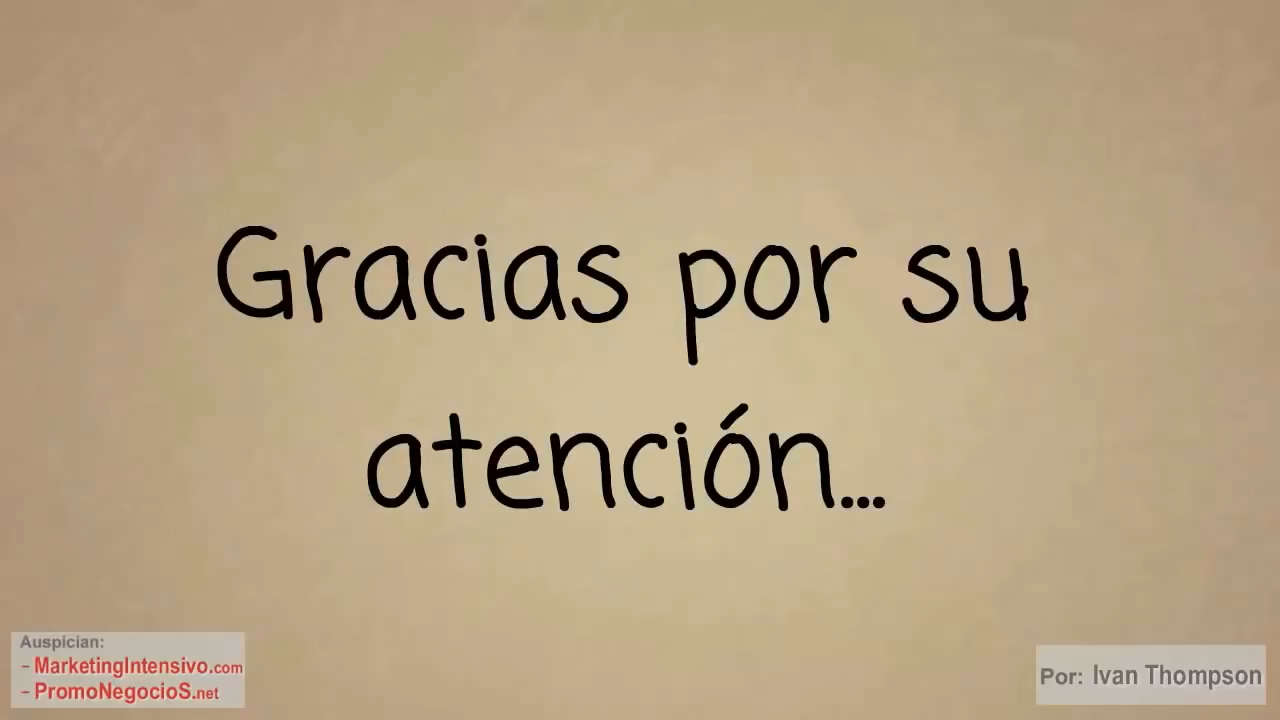 Gracias por su
atención...
Auspician:
- MarketingIntensivo.com
- PromoNegocioS.net
Por: Ivan Thompson